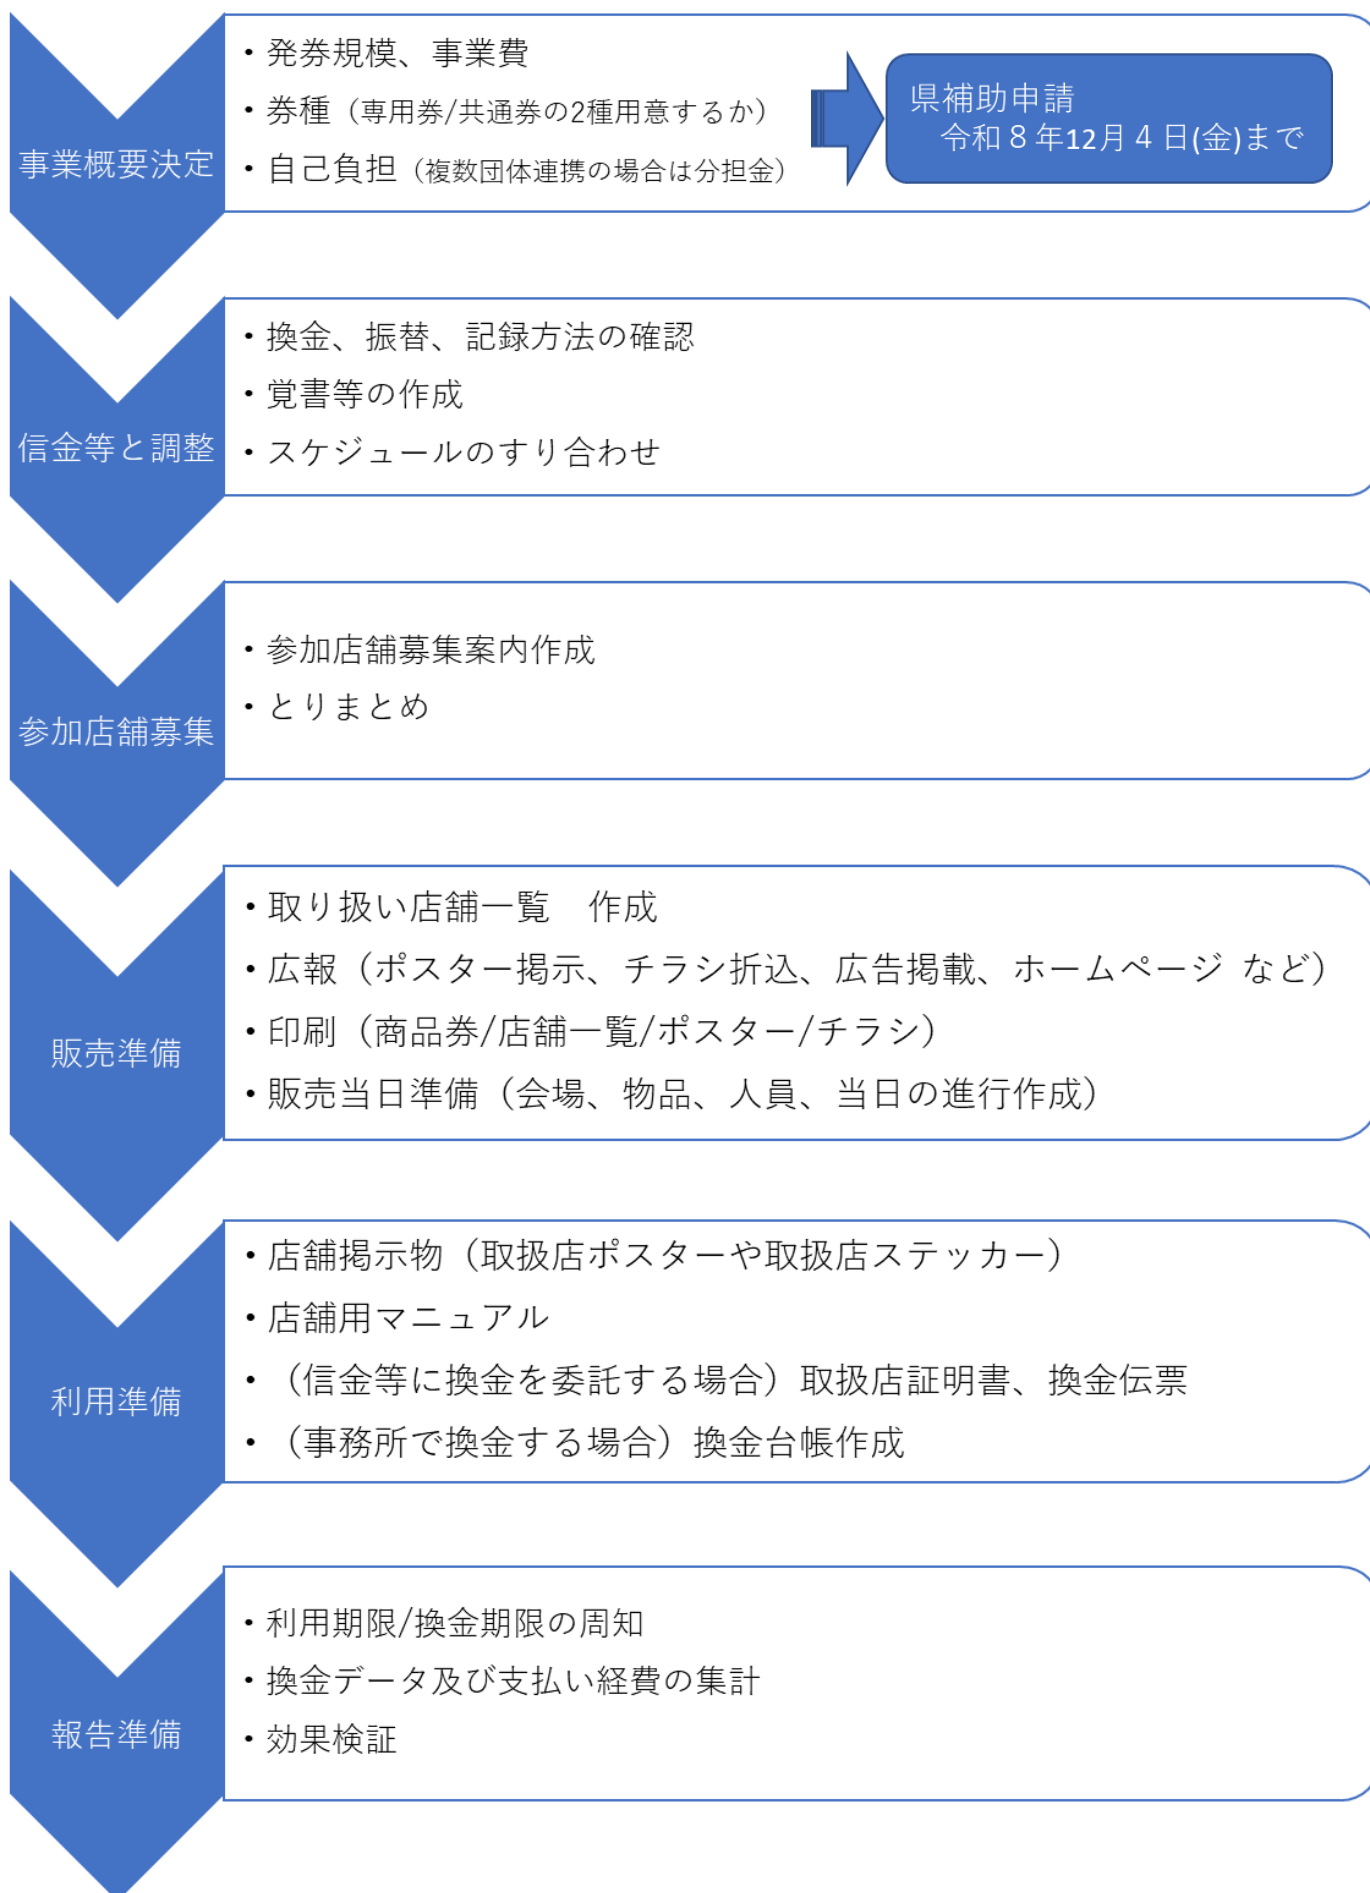 事業概要決定
・発券規模、事業費
・券種（専用券/共通券の2種用意するか）
・自己負担（複数団体連携の場合は分担金）
県補助申請
令和８年12月４日(金)まで
信金等と調整
・換金、振替、記録方法の確認
・覚書等の作成
・スケジュールのすり合わせ
参加店舗募集
・参加店舗募集案内作成
・とりまとめ
販売準備
・取り扱い店舗一覧　作成
・広報（ポスター掲示、チラシ折込、広告掲載、ホームページ など）
・印刷（商品券/店舗一覧/ポスター/チラシ）
・販売当日準備（会場、物品、人員、当日の進行作成）
利用準備
・店舗掲示物（取扱店ポスターや取扱店ステッカー）
・店舗用マニュアル
・（信金等に換金を委託する場合）取扱店証明書、換金伝票
・（事務所で換金する場合）換金台帳作成
報告準備
・利用期限/換金期限の周知
・換金データ及び支払い経費の集計
・効果検証